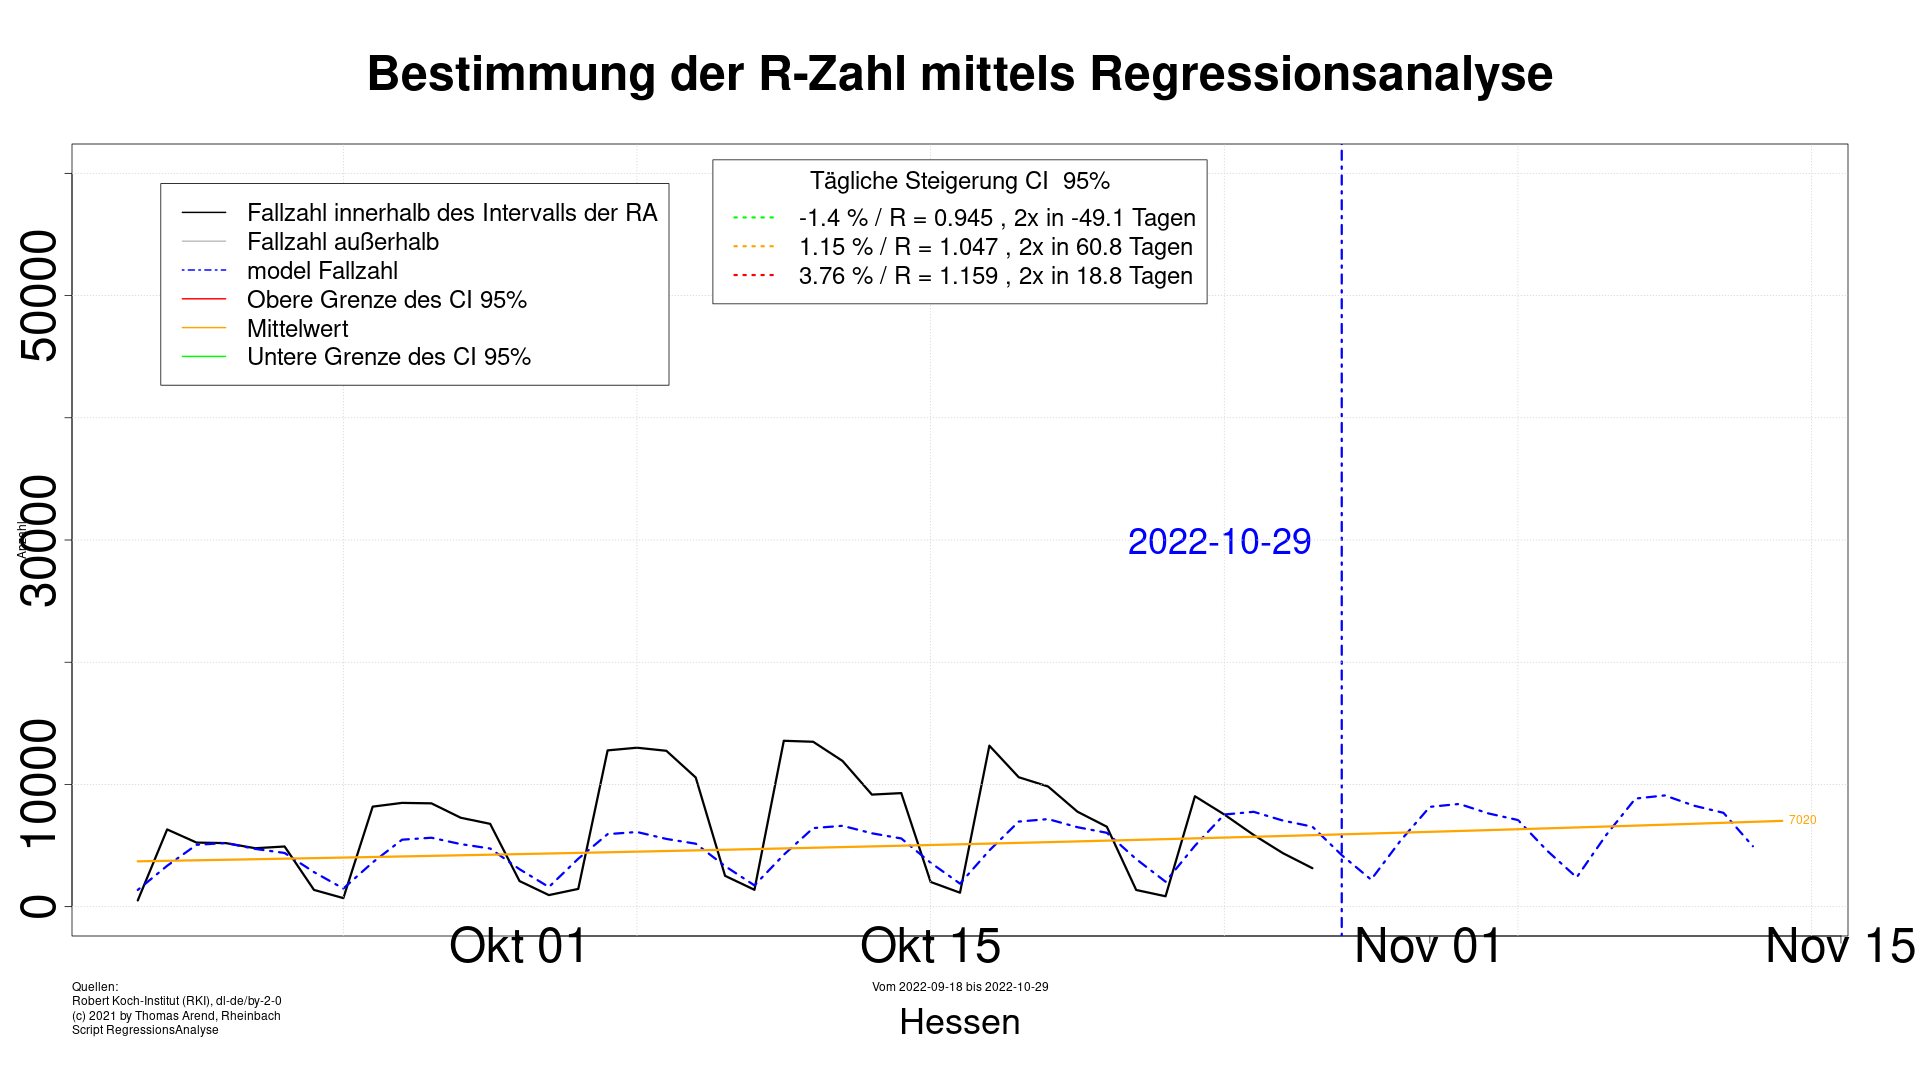 Bestimmung der R-Zahl mittels Regressionsanalyse
Fallzahl innerhalb des Intervalls der RA
Fallzahl außerhalb
model Fallzahl
Obere Grenze des CI 95%
Mittelwert
Untere Grenze des CI 95%
Tägliche Steigerung CI  95%
-1.4 % / R = 0.945 , 2x in -49.1 Tagen
1.15 % / R = 1.047 , 2x in 60.8 Tagen
3.76 % / R = 1.159 , 2x in 18.8 Tagen
50000
30000
10000
0
Anzahl
2022-10-29
7020
Okt 01
Okt 15
Nov 01
Nov 15
Quellen:
Robert Koch-Institut (RKI), dl-de/by-2-0
(c) 2021 by Thomas Arend, Rheinbach
Script RegressionsAnalyse
Vom 2022-09-18 bis 2022-10-29
Hessen